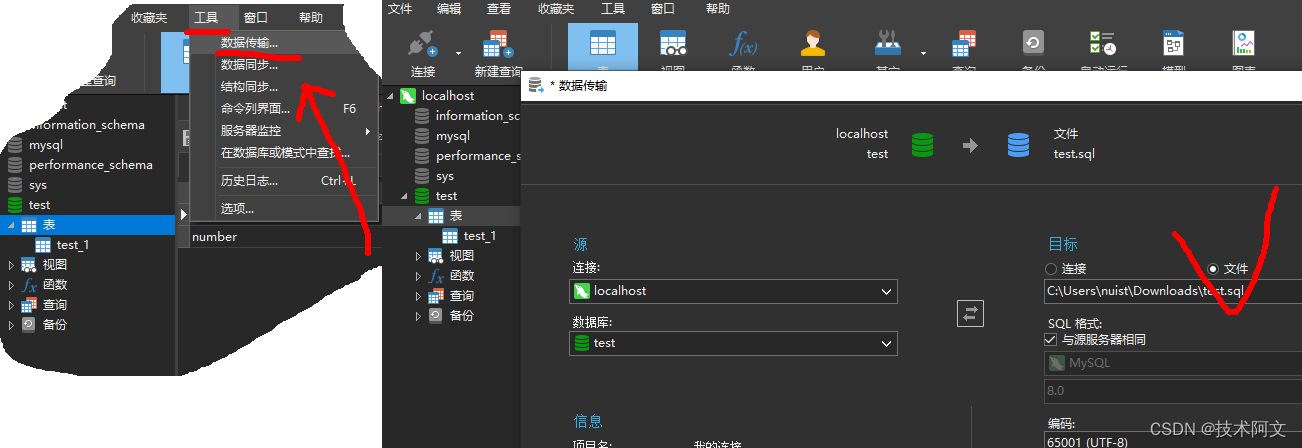 收藏夹 工具 窗口 帮助
数据传输...
数据同步...
结构同步...
命令列界面... F6
服务器监控
在数据库或模式中查找...
历史日志...
选项...
查询
information_schema
mysql
performance_schema
sys
test
表
test_1
视图
函数
查询
备份
number
文件 编辑 查看 收藏夹 工具 窗口 帮助
连接 新建查询 表 视图 函数 用户 其它 查询 备份 自动运行 模型 图表
localhost
information_sc
mysql
performance_s
sys
test
表
test_1
视图
函数
查询
备份
* 数据传输
localhost
test
文件
test.sql
源
连接:
localhost
数据库:
test
目标
连接 文件
C:\Users\nuist\Downloads\test.sql
SQL 格式:
与源服务器相同
MySQL
8.0
信息
项目名: 我的连接
编码:
65001 (UTF-8)
CSDN @技术阿文